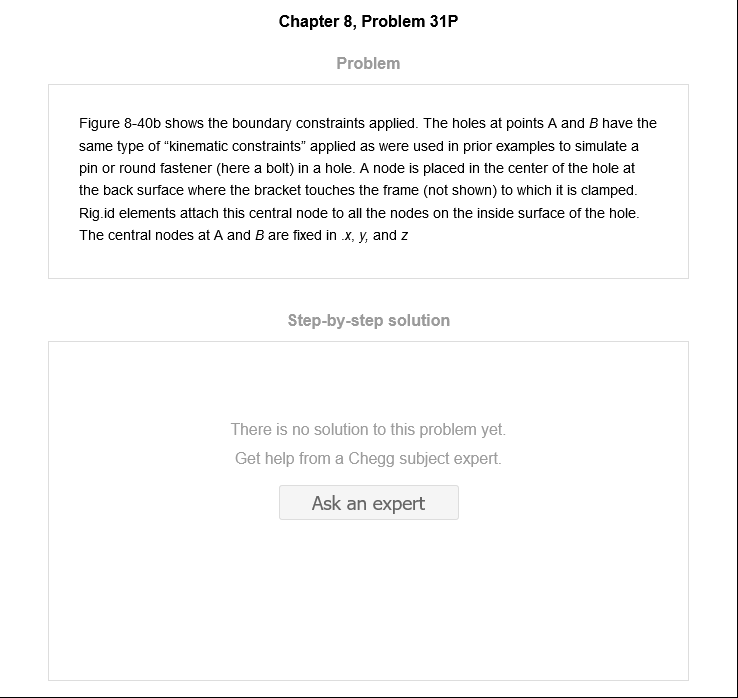 Chapter 8, Problem 31P
Problem
Figure 8-40b shows the boundary constraints applied. The holes at points A and B have the
same type of “kinematic constraints” applied as were used in prior examples to simulate a
pin or round fastener (here a bolt) in a hole. A node is placed in the center of the hole at
the back surface where the bracket touches the frame (not shown) to which it is clamped.
Rig.id elements attach this central node to all the nodes on the inside surface of the hole.
The central nodes at A and B are fixed in .x, y, and z
Step-by-step solution
There is no solution to this problem yet.
Get help from a Chegg subject expert.
Ask an expert